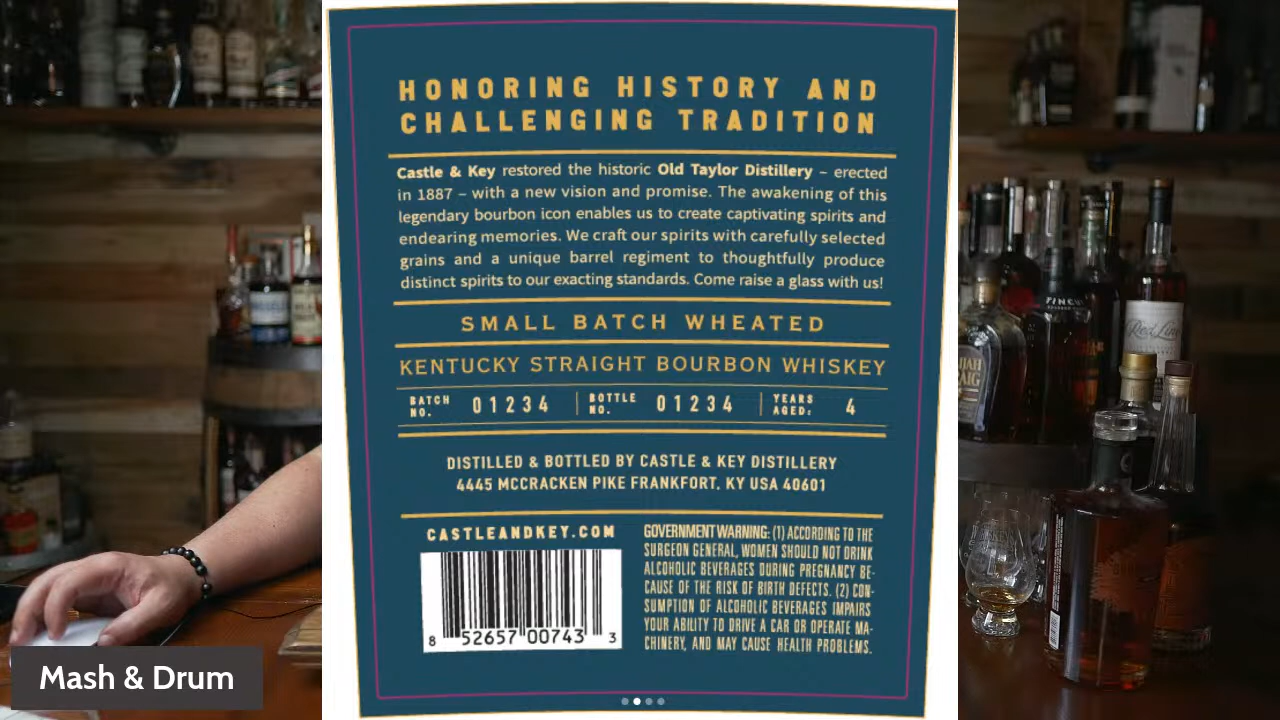 HONORING HISTORY AND
CHALLENGING TRADITION
Castle & Key restored the historic Old Taylor Distillery – erected
in 1887 – with a new vision and promise. The awakening of this
legendary bourbon icon enables us to create captivating spirits and
endearing memories. We craft our spirits with carefully selected
grains and a unique barrel regiment to thoughtfully produce
distinct spirits to our exacting standards. Come raise a glass with us!
SMALL BATCH WHEATED
KENTUCKY STRAIGHT BOURBON WHISKEY
BATCH NO. 01234 BOTTLE NO. 01234 YEARS AGED: 4
DISTILLED & BOTTLED BY CASTLE & KEY DISTILLERY
4445 MCCRACKEN PIKE FRANKFORT, KY USA 40601
CASTLEANDKEY.COM
8 52657 00743 3
GOVERNMENT WARNING: (1) ACCORDING TO THE
SURGEON GENERAL, WOMEN SHOULD NOT DRINK
ALCOHOLIC BEVERAGES DURING PREGNANCY BE-
CAUSE OF THE RISK OF BIRTH DEFECTS. (2) CON-
SUMPTION OF ALCOHOLIC BEVERAGES IMPAIRS
YOUR ABILITY TO DRIVE A CAR OR OPERATE MA-
CHINERY, AND MAY CAUSE HEALTH PROBLEMS.
Red Line
Mash & Drum